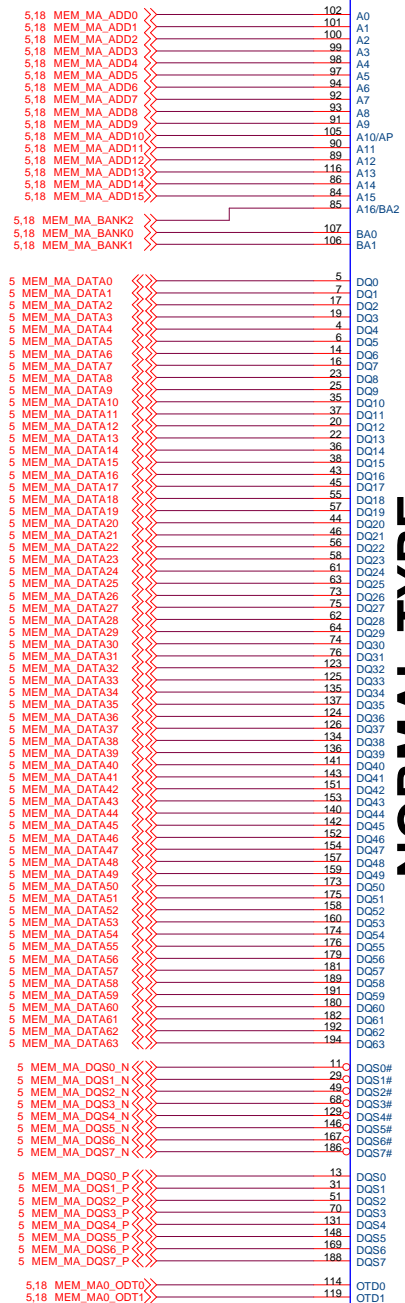 5,18 MEM_MA_ADD0 102 A0
5,18 MEM_MA_ADD1 101 A1
5,18 MEM_MA_ADD2 100 A2
5,18 MEM_MA_ADD3 99 A3
5,18 MEM_MA_ADD4 98 A4
5,18 MEM_MA_ADD5 97 A5
5,18 MEM_MA_ADD6 94 A6
5,18 MEM_MA_ADD7 92 A7
5,18 MEM_MA_ADD8 93 A8
5,18 MEM_MA_ADD9 91 A9
5,18 MEM_MA_ADD10 105 A10/AP
5,18 MEM_MA_ADD11 90 A11
5,18 MEM_MA_ADD12 89 A12
5,18 MEM_MA_ADD13 116 A13
5,18 MEM_MA_ADD14 86 A14
5,18 MEM_MA_ADD15 84 A15
5,18 MEM_MA_BANK2 85 A16/BA2
5,18 MEM_MA_BANK0 107 BA0
5,18 MEM_MA_BANK1 106 BA1
5 MEM_MA_DATA0 5 DQ0
5 MEM_MA_DATA1 7 DQ1
5 MEM_MA_DATA2 17 DQ2
5 MEM_MA_DATA3 19 DQ3
5 MEM_MA_DATA4 4 DQ4
5 MEM_MA_DATA5 6 DQ5
5 MEM_MA_DATA6 14 DQ6
5 MEM_MA_DATA7 16 DQ7
5 MEM_MA_DATA8 23 DQ8
5 MEM_MA_DATA9 25 DQ9
5 MEM_MA_DATA10 35 DQ10
5 MEM_MA_DATA11 37 DQ11
5 MEM_MA_DATA12 20 DQ12
5 MEM_MA_DATA13 22 DQ13
5 MEM_MA_DATA14 36 DQ14
5 MEM_MA_DATA15 38 DQ15
5 MEM_MA_DATA16 43 DQ16
5 MEM_MA_DATA17 45 DQ17
5 MEM_MA_DATA18 55 DQ18
5 MEM_MA_DATA19 57 DQ19
5 MEM_MA_DATA20 44 DQ20
5 MEM_MA_DATA21 46 DQ21
5 MEM_MA_DATA22 56 DQ22
5 MEM_MA_DATA23 58 DQ23
5 MEM_MA_DATA24 61 DQ24
5 MEM_MA_DATA25 63 DQ25
5 MEM_MA_DATA26 73 DQ26
5 MEM_MA_DATA27 75 DQ27
5 MEM_MA_DATA28 62 DQ28
5 MEM_MA_DATA29 64 DQ29
5 MEM_MA_DATA30 74 DQ30
5 MEM_MA_DATA31 76 DQ31
5 MEM_MA_DATA32 123 DQ32
5 MEM_MA_DATA33 125 DQ33
5 MEM_MA_DATA34 135 DQ34
5 MEM_MA_DATA35 137 DQ35
5 MEM_MA_DATA36 124 DQ36
5 MEM_MA_DATA37 126 DQ37
5 MEM_MA_DATA38 134 DQ38
5 MEM_MA_DATA39 136 DQ39
5 MEM_MA_DATA40 141 DQ40
5 MEM_MA_DATA41 143 DQ41
5 MEM_MA_DATA42 151 DQ42
5 MEM_MA_DATA43 153 DQ43
5 MEM_MA_DATA44 140 DQ44
5 MEM_MA_DATA45 142 DQ45
5 MEM_MA_DATA46 152 DQ46
5 MEM_MA_DATA47 154 DQ47
5 MEM_MA_DATA48 157 DQ48
5 MEM_MA_DATA49 159 DQ49
5 MEM_MA_DATA50 173 DQ50
5 MEM_MA_DATA51 175 DQ51
5 MEM_MA_DATA52 158 DQ52
5 MEM_MA_DATA53 160 DQ53
5 MEM_MA_DATA54 174 DQ54
5 MEM_MA_DATA55 176 DQ55
5 MEM_MA_DATA56 179 DQ56
5 MEM_MA_DATA57 181 DQ57
5 MEM_MA_DATA58 189 DQ58
5 MEM_MA_DATA59 191 DQ59
5 MEM_MA_DATA60 180 DQ60
5 MEM_MA_DATA61 182 DQ61
5 MEM_MA_DATA62 192 DQ62
5 MEM_MA_DATA63 194 DQ63
5 MEM_MA_DQS0_N 11 DQS0#
5 MEM_MA_DQS1_N 29 DQS1#
5 MEM_MA_DQS2_N 49 DQS2#
5 MEM_MA_DQS3_N 68 DQS3#
5 MEM_MA_DQS4_N 129 DQS4#
5 MEM_MA_DQS5_N 146 DQS5#
5 MEM_MA_DQS6_N 167 DQS6#
5 MEM_MA_DQS7_N 186 DQS7#
5 MEM_MA_DQS0_P 13 DQS0
5 MEM_MA_DQS1_P 31 DQS1
5 MEM_MA_DQS2_P 51 DQS2
5 MEM_MA_DQS3_P 70 DQS3
5 MEM_MA_DQS4_P 131 DQS4
5 MEM_MA_DQS5_P 148 DQS5
5 MEM_MA_DQS6_P 169 DQS6
5 MEM_MA_DQS7_P 188 DQS7
5,18 MEM_MA0_ODT0 114 OTD0
5,18 MEM_MA0_ODT1 119 OTD1